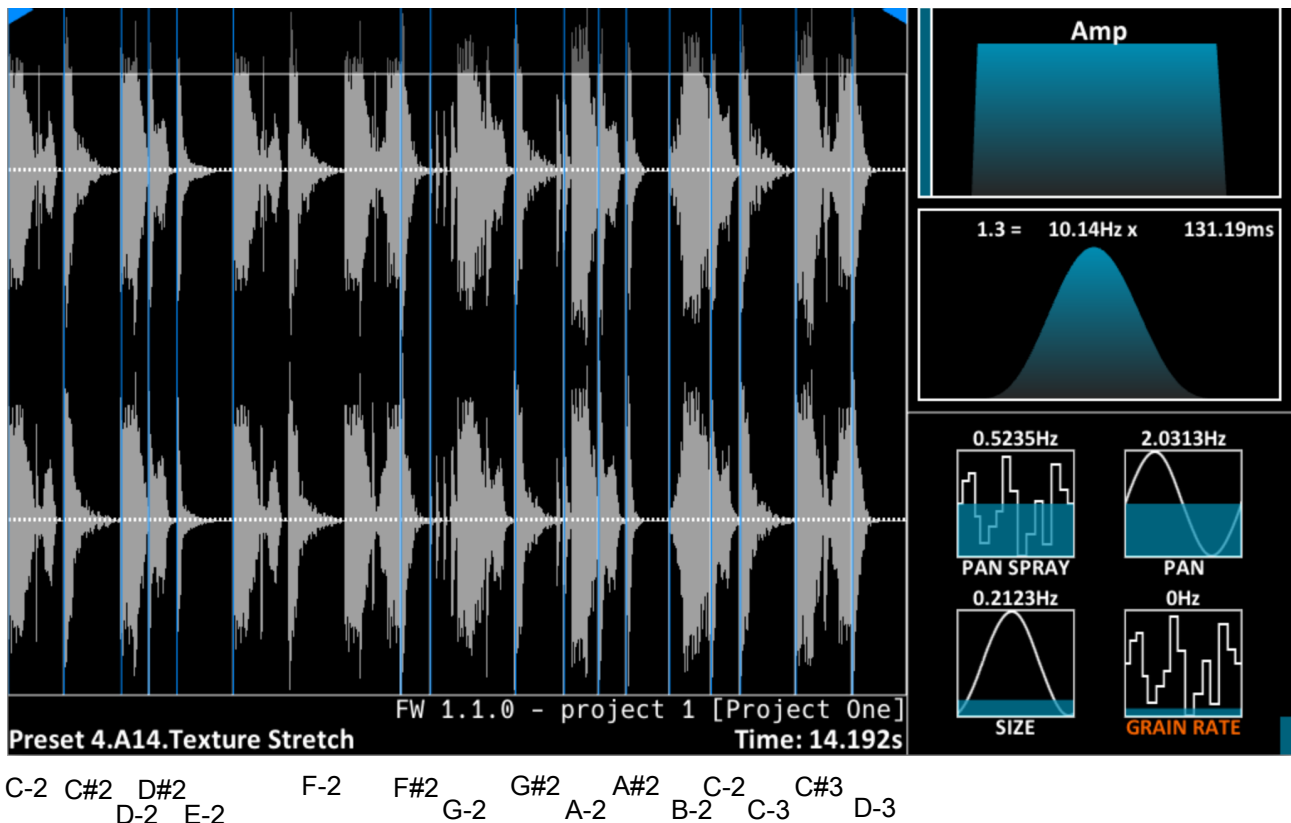 Amp
1.3 = 10.14Hz x 131.19ms
0.5235Hz 2.0313Hz
PAN SPRAY PAN
0.2123Hz 0Hz
SIZE GRAIN RATE
FW 1.1.0 - project 1 [Project One]
Preset 4.A14.Texture Stretch Time: 14.192s
C-2 C#2 D#2 F-2 F#2 G#2 A#2 C-2 C#3
D-2 E-2 G-2 A-2 B-2 C-3 D-3